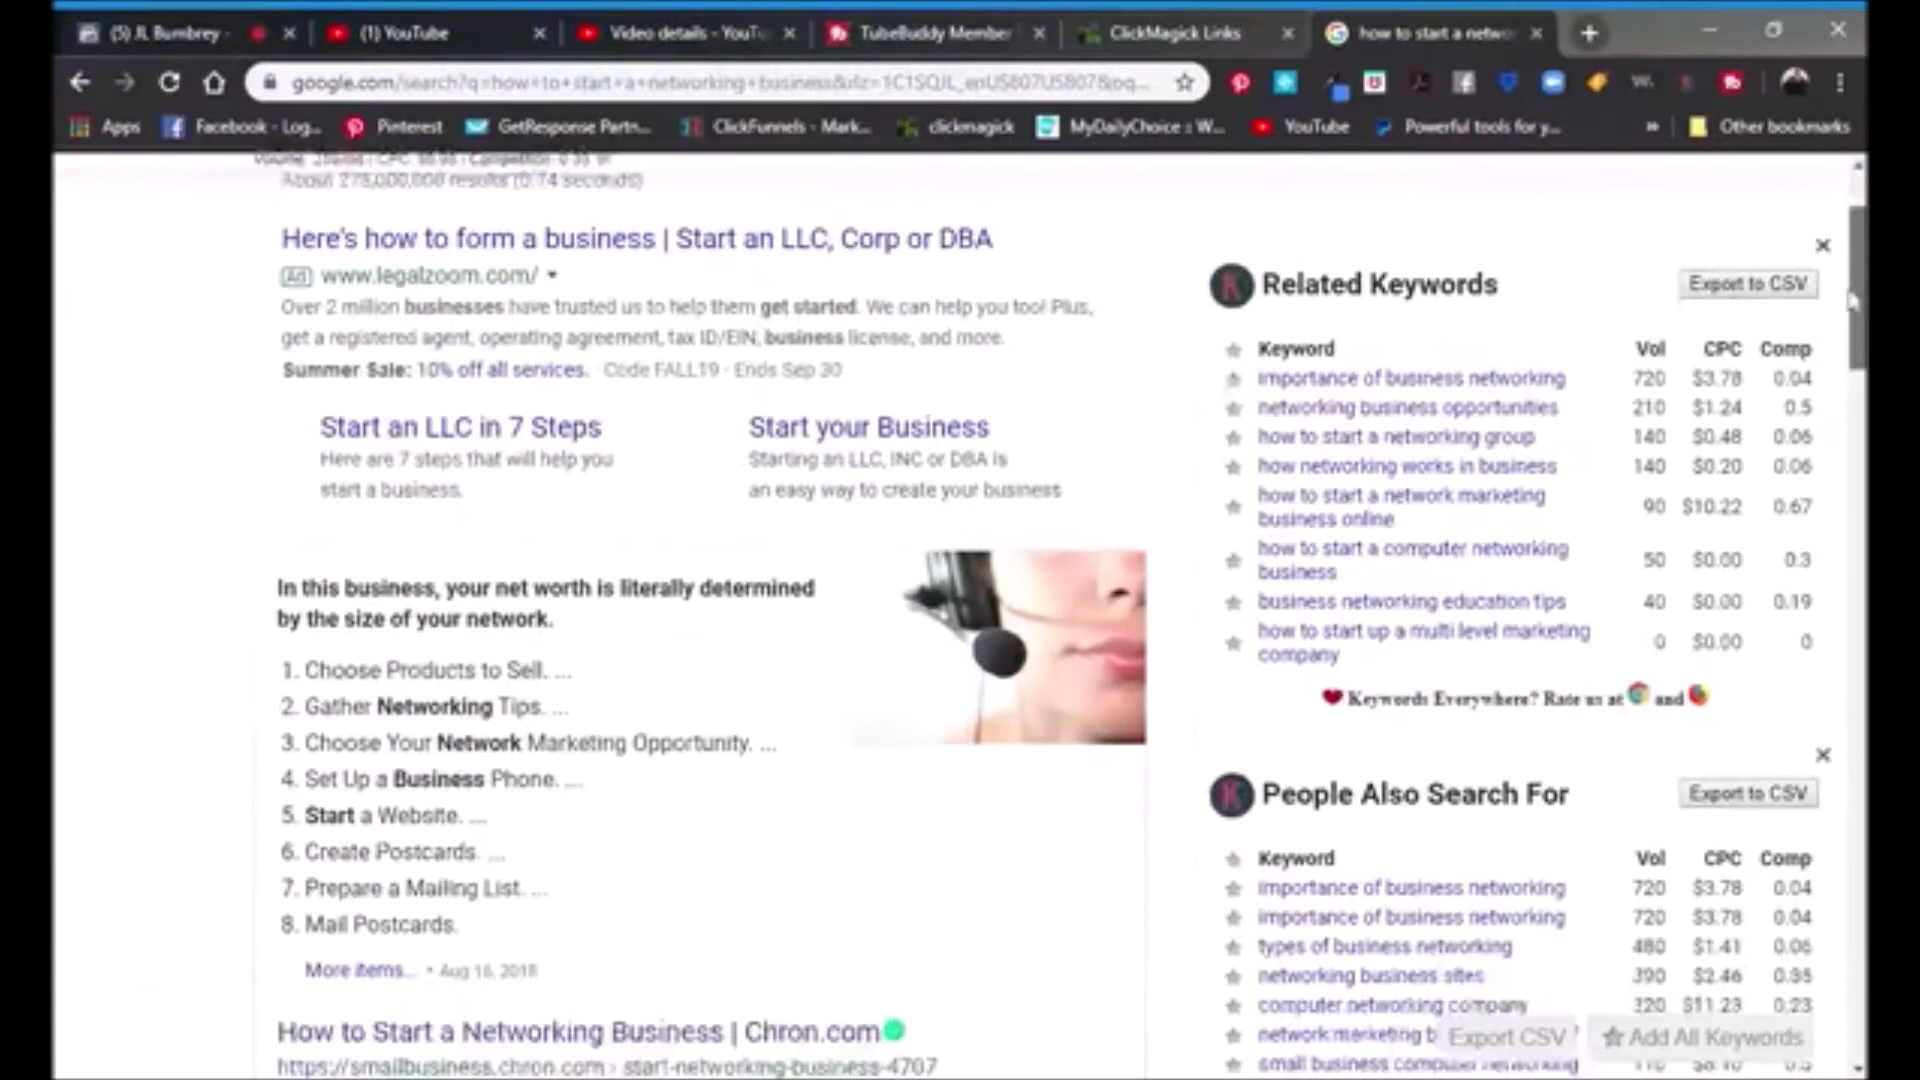 (5) JL Bumbrey -
(1) YouTube
Video details - YouTu
TubeBuddy Member
ClickMagick Links
how to start a netwo
google.com/search?q=how+to+start+a+networking+business&rlz=1C1SQJL_enUS807US807&oq...
Apps
Facebook - Log...
Pinterest
GetResponse Partn...
ClickFunnels - Mark...
clickmagick
MyDailyChoice : W...
YouTube
Powerful tools for y...
»
Other bookmarks
About 275,000,000 results (0.74 seconds)
Here's how to form a business | Start an LLC, Corp or DBA
Ad www.legalzoom.com/
Over 2 million businesses have trusted us to help them get started. We can help you too! Plus,
get a registered agent, operating agreement, tax ID/EIN, business license, and more.
Summer Sale: 10% off all services. Code FALL19 · Ends Sep 30
Start an LLC in 7 Steps
Here are 7 steps that will help you
start a business.
Start your Business
Starting an LLC, INC or DBA is
an easy way to create your business
In this business, your net worth is literally determined
by the size of your network.
1. Choose Products to Sell. ...
2. Gather Networking Tips. ...
3. Choose Your Network Marketing Opportunity. ...
4. Set Up a Business Phone. ...
5. Start a Website. ...
6. Create Postcards. ...
7. Prepare a Mailing List. ...
8. Mail Postcards.
More items... • Aug 16, 2018
How to Start a Networking Business | Chron.com
https://smallbusiness.chron.com › start-networking-business-4707
Related Keywords
Export to CSV
Keyword Vol CPC Comp
importance of business networking 720 $3.78 0.04
networking business opportunities 210 $1.24 0.5
how to start a networking group 140 $0.48 0.06
how networking works in business 140 $0.20 0.06
how to start a network marketing
business online 90 $10.22 0.67
how to start a computer networking
business 50 $0.00 0.3
business networking education tips 40 $0.00 0.19
how to start up a multi level marketing
company 0 $0.00 0
Keywords Everywhere? Rate us at and
People Also Search For
Export to CSV
Keyword Vol CPC Comp
importance of business networking 720 $3.78 0.04
importance of business networking 720 $3.78 0.04
types of business networking 480 $1.41 0.06
networking business sites 390 $2.46 0.35
computer networking company 320 $11.23 0.23
network marketing b
Export CSV
Add All Keywords
small business computer networking